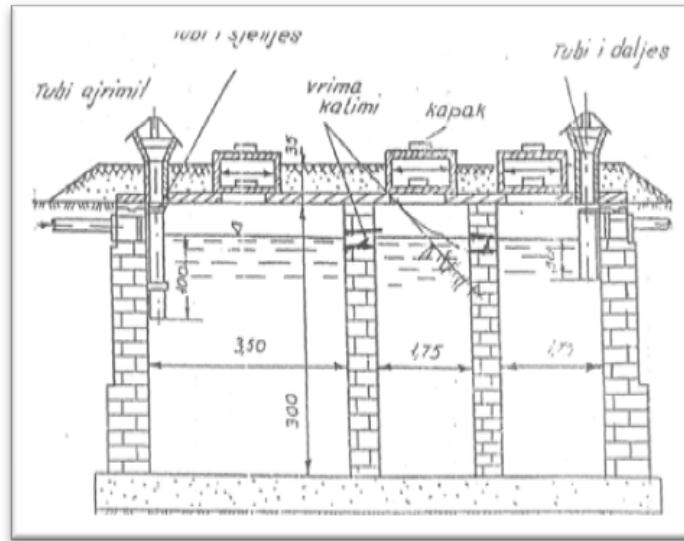 Tubi i sjelljes
Tubi i daljes
Tubi ajrimit
vrima
kalimi
kapak
35
100
3,50
1,75
1,75
300